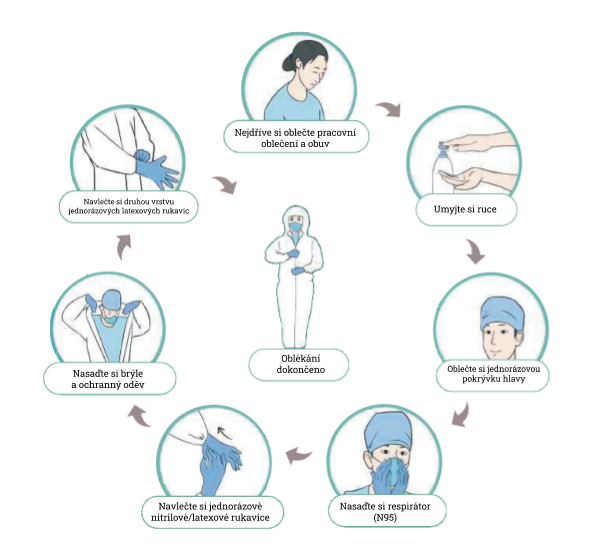 Nejdříve si oblečte pracovní
oblečení a obuv
Umyjte si ruce
Oblečte si jednorázovou
pokrývku hlavy
Nasaďte si respirátor
(N95)
Navlečte si jednorázové
nitrilové/latexové rukavice
Nasaďte si brýle
a ochranný oděv
Navlečte si druhou vrstvu
jednorázových latexových rukavic
Oblékání
dokončeno